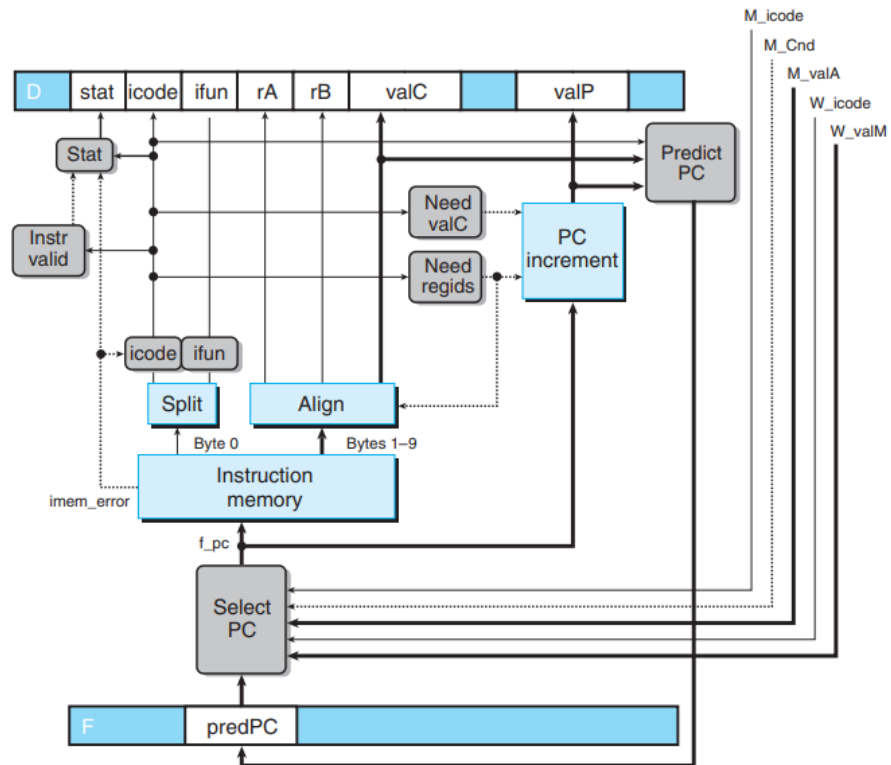 M_icode
M_Cnd
M_valA
W_icode
W_valM
D stat icode ifun rA rB valC valP
Stat
Predict
PC
Need
valC
Instr
valid
PC
increment
Need
regids
icode ifun
Split
Align
Byte 0
Bytes 1–9
Instruction
memory
imem_error
f_pc
Select
PC
F predPC